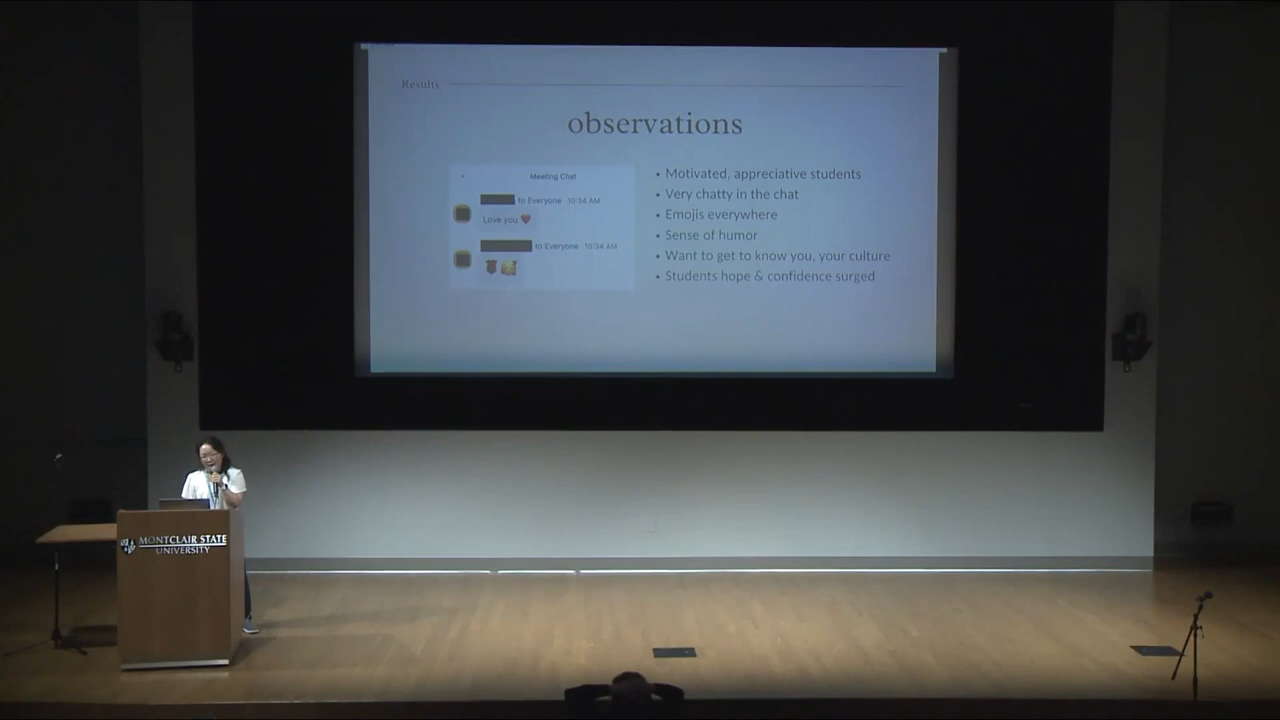 Results
observations
Meeting Chat
to Everyone 10:34 AM
Love you ❤
to Everyone 10:34 AM
• Motivated, appreciative students
• Very chatty in the chat
• Emojis everywhere
• Sense of humor
• Want to get to know you, your culture
• Students hope & confidence surged
MONTCLAIR STATE
UNIVERSITY